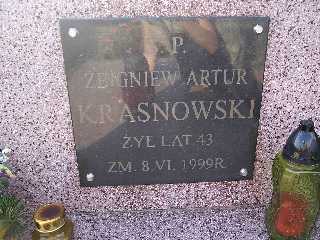 Ś.P.
ZBIGNIEW ARTUR
KRASNOWSKI
ŻYŁ LAT 43
ZM. 8.VI.1999R.